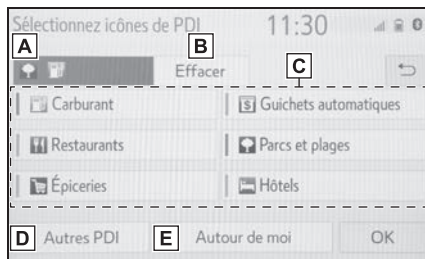 Sélectionnez icônes de PDI 11:30 0
A B C
Effacer
Carburant Guichets automatiques
Restaurants Parcs et plages
Épiceries Hôtels
D Autres PDI E Autour de moi OK